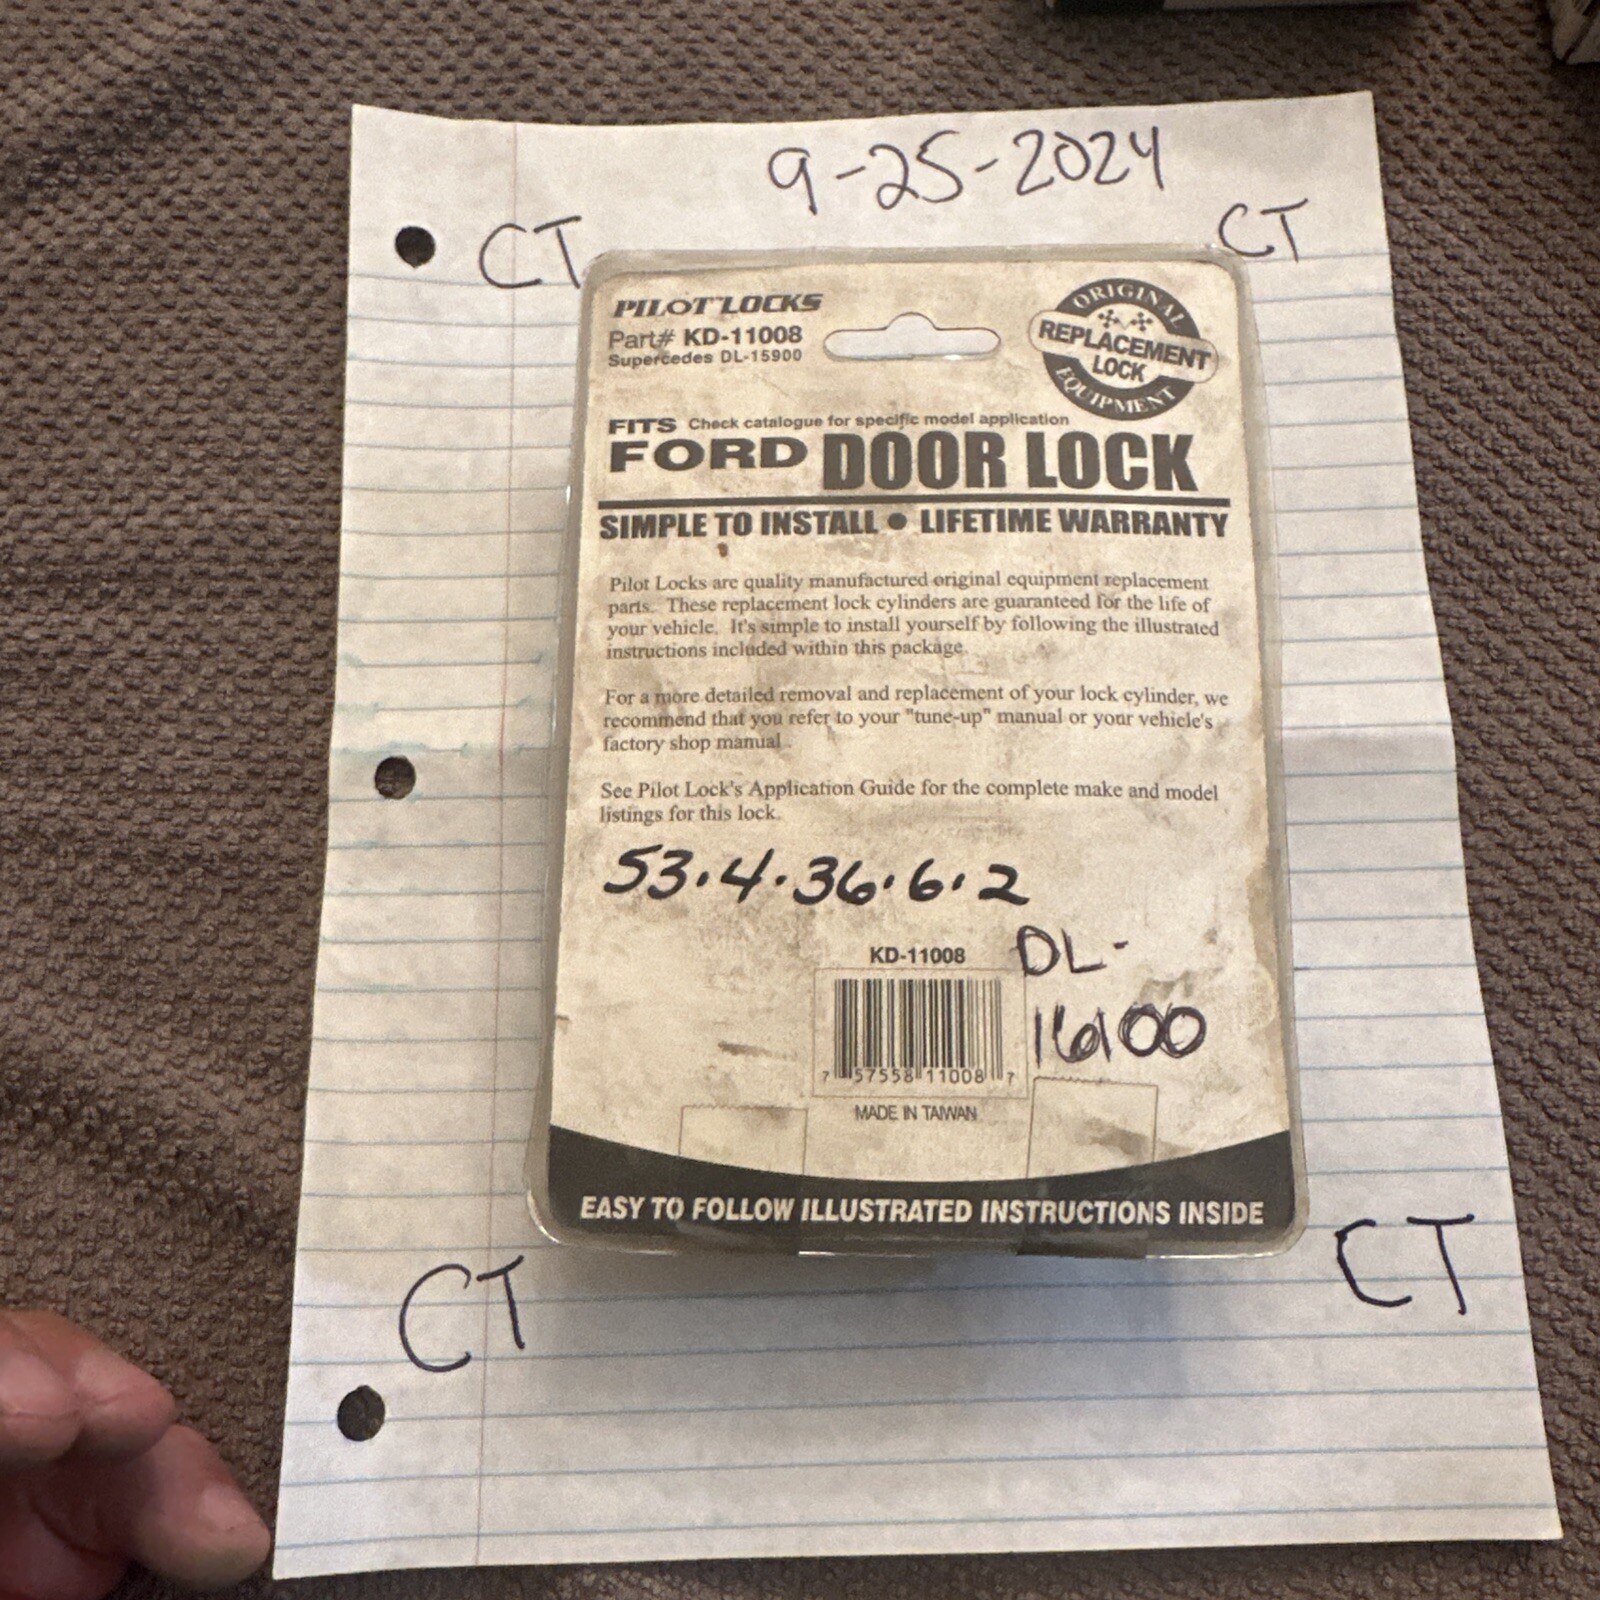 9-25-2024
CT
CT
PILOT LOCKS
Part# KD-11008
Supercedes DL-15900
ORIGINAL
REPLACEMENT
LOCK
EQUIPMENT
FITS Check catalogue for specific model application
FORD DOOR LOCK
SIMPLE TO INSTALL • LIFETIME WARRANTY
Pilot Locks are quality manufactured original equipment replacement
parts. These replacement lock cylinders are guaranteed for the life of
your vehicle. It's simple to install yourself by following the illustrated
instructions included within this package.
For a more detailed removal and replacement of your lock cylinder, we
recommend that you refer to your "tune-up" manual or your vehicle's
factory shop manual.
See Pilot Lock's Application Guide for the complete make and model
listings for this lock.
53.4.36.6.2
KD-11008
DL-
16100
7 57558 11008 7
MADE IN TAIWAN
EASY TO FOLLOW ILLUSTRATED INSTRUCTIONS INSIDE
CT
CT